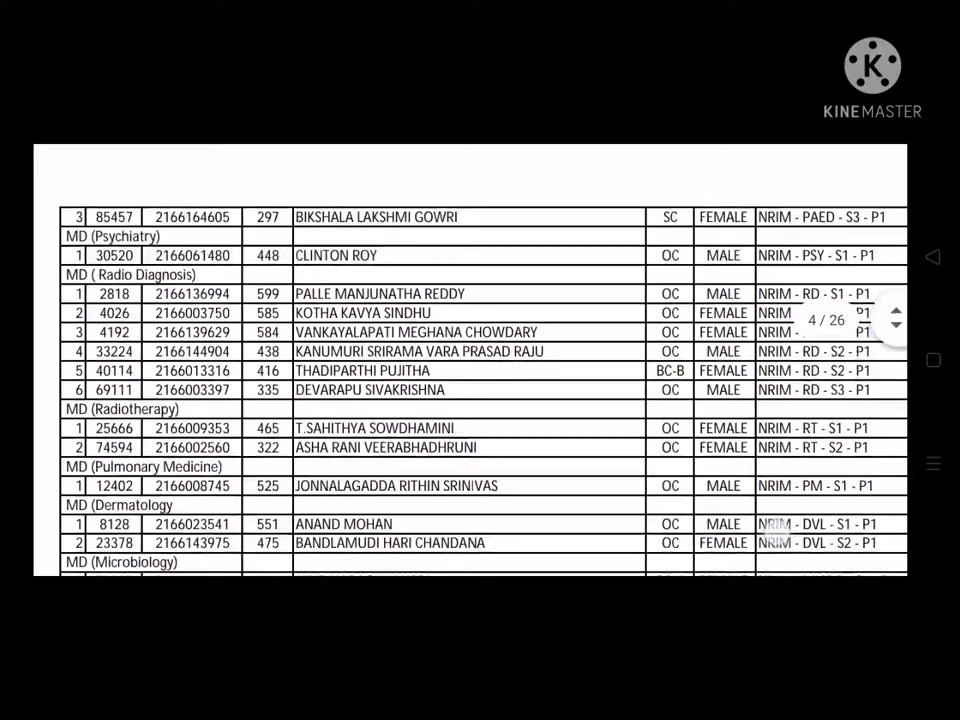 K
KINEMASTER
3 85457 2166164605 297 BIKSHALA LAKSHMI GOWRI SC FEMALE NRIM - PAED - S3 - P1
MD (Psychiatry)
1 30520 2166061480 448 CLINTON ROY OC MALE NRIM - PSY - S1 - P1
MD ( Radio Diagnosis)
1 2818 2166136994 599 PALLE MANJUNATHA REDDY OC MALE NRIM - RD - S1 - P1
2 4026 2166003750 585 KOTHA KAVYA SINDHU OC FEMALE NRIM P1
4 / 26
3 4192 2166139629 584 VANKAYALAPATI MEGHANA CHOWDARY OC FEMALE NRIM P1
4 33224 2166144904 438 KANUMURI SRIRAMA VARA PRASAD RAJU OC MALE NRIM - RD - S2 - P1
5 40114 2166013316 416 THADIPARTHI PUJITHA BC-B FEMALE NRIM - RD - S2 - P1
6 69111 2166003397 335 DEVARAPU SIVAKRISHNA OC MALE NRIM - RD - S3 - P1
MD (Radiotherapy)
1 25666 2166009353 465 T.SAHITHYA SOWDHAMINI OC FEMALE NRIM - RT - S1 - P1
2 74594 2166002560 322 ASHA RANI VEERABHADHRUNI OC FEMALE NRIM - RT - S2 - P1
MD (Pulmonary Medicine)
1 12402 2166008745 525 JONNALAGADDA RITHIN SRINIVAS OC MALE NRIM - PM - S1 - P1
MD (Dermatology
1 8128 2166023541 551 ANAND MOHAN OC MALE NRIM - DVL - S1 - P1
2 23378 2166143975 475 BANDLAMUDI HARI CHANDANA OC FEMALE NRIM - DVL - S2 - P1
MD (Microbiology)